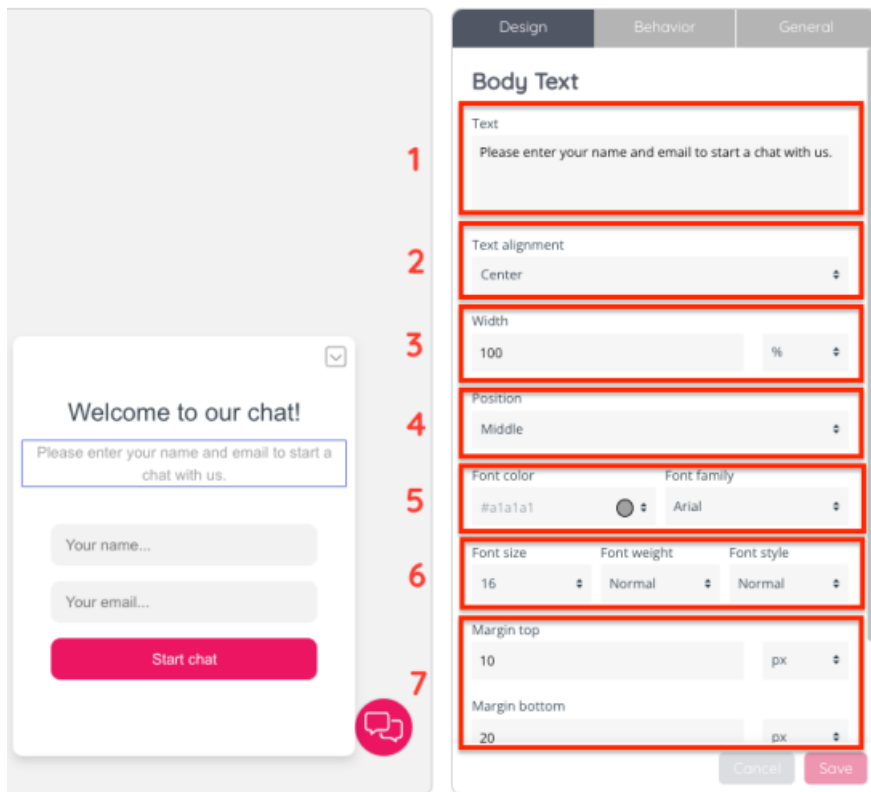 Welcome to our chat!
Please enter your name and email to start a
chat with us.
Your name...
Your email...
Start chat
1
2
3
4
5
6
7
Design Behavior General
Body Text
Text
Please enter your name and email to start a chat with us.
Text alignment
Center
Width
100 %
Position
Middle
Font color Font family
#a1a1a1 Arial
Font size Font weight Font style
16 Normal Normal
Margin top
10 px
Margin bottom
20 px
Cancel Save